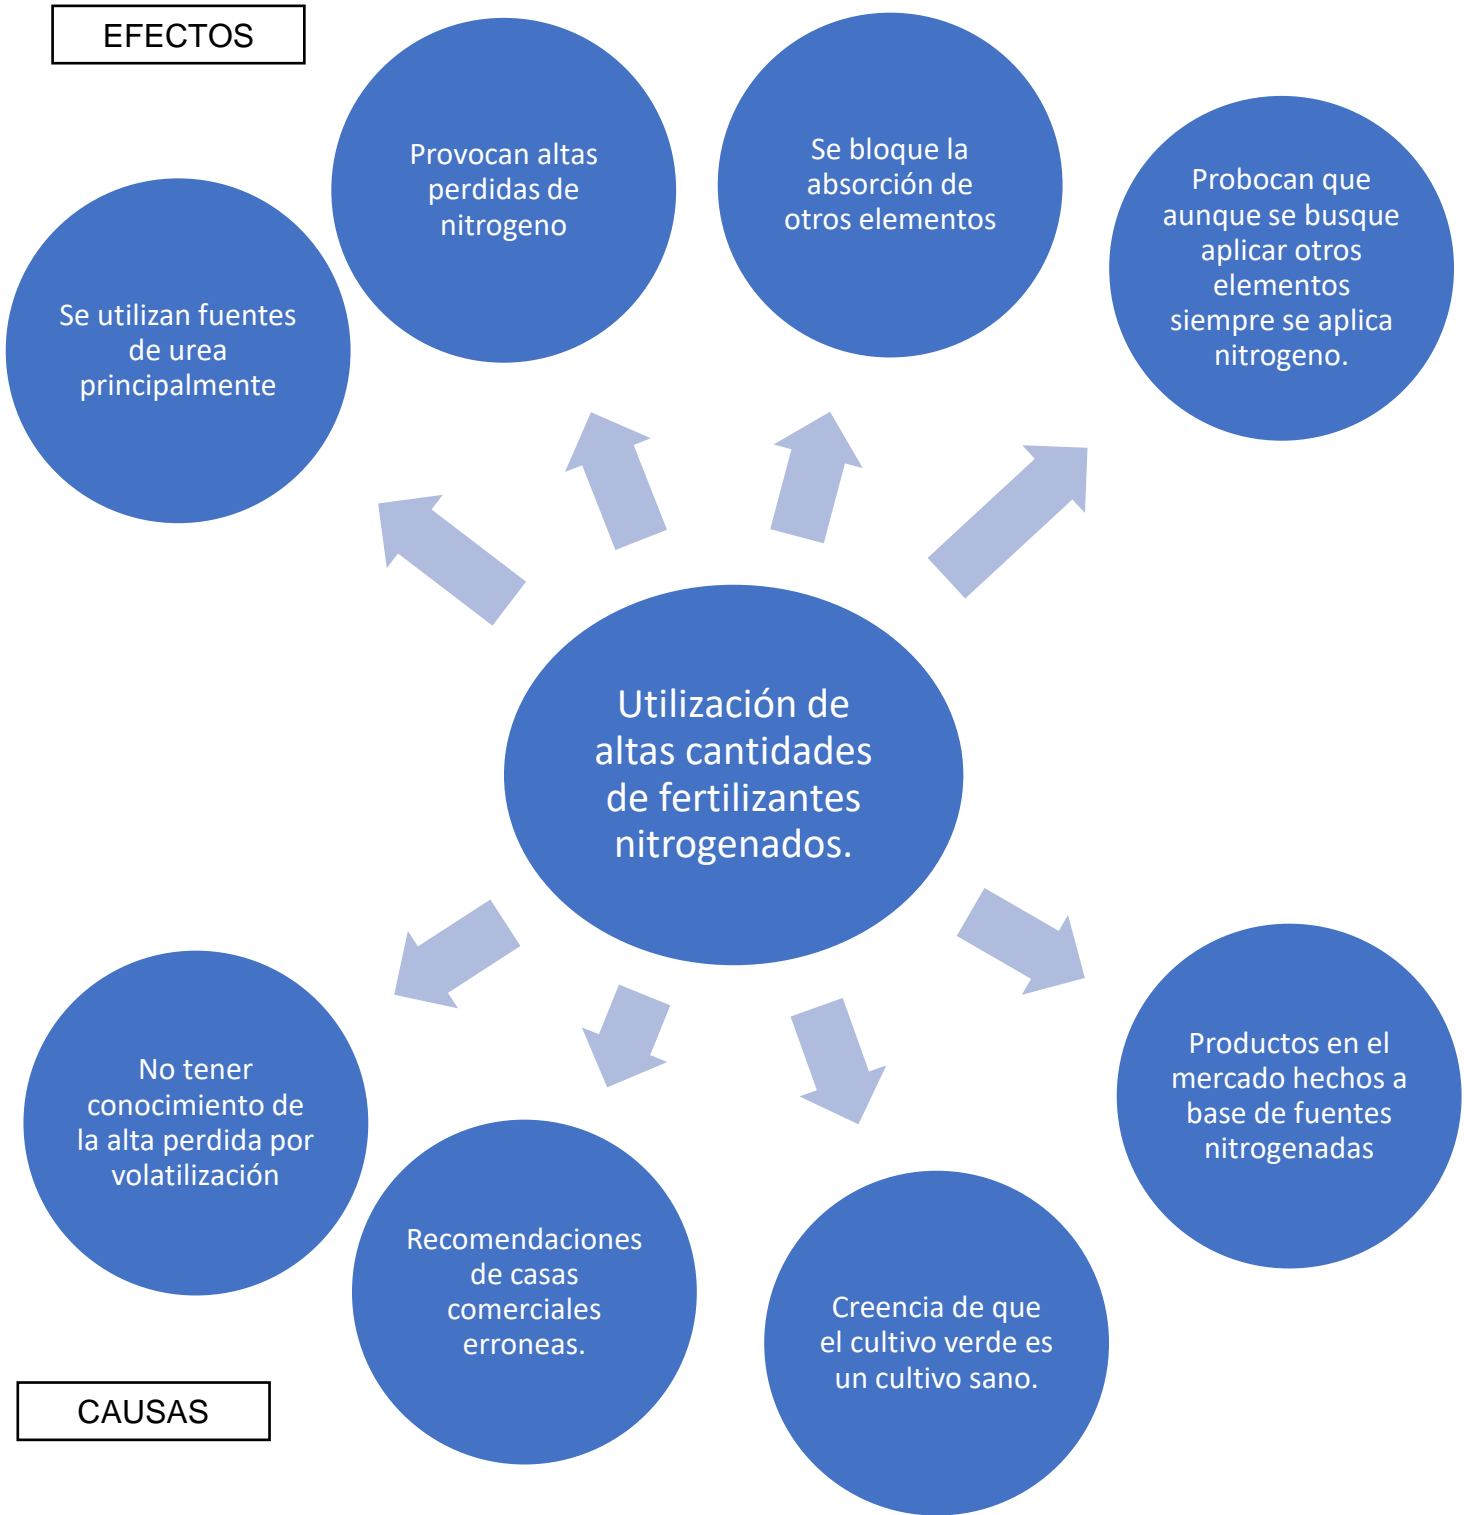 EFECTOS
Se utilizan fuentes
de urea
principalmente
Provocan altas
perdidas de
nitrogeno
Se bloque la
absorción de
otros elementos
Probocan que
aunque se busque
aplicar otros
elementos
siempre se aplica
nitrogeno.
Utilización de
altas cantidades
de fertilizantes
nitrogenados.
No tener
conocimiento de
la alta perdida por
volatilización
Recomendaciones
de casas
comerciales
erroneas.
Creencia de que
el cultivo verde es
un cultivo sano.
Productos en el
mercado hechos a
base de fuentes
nitrogenadas
CAUSAS